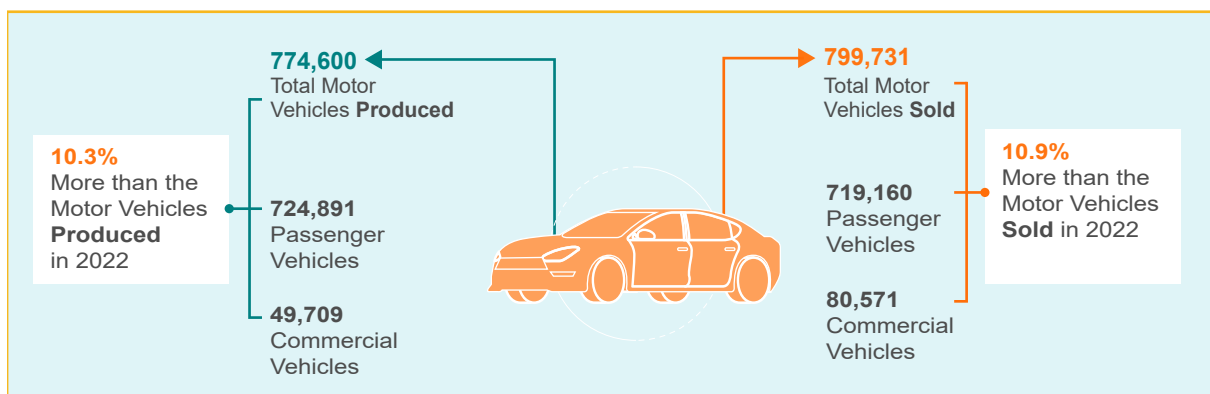 774,600
Total Motor
Vehicles Produced
10.3%
More than the
Motor Vehicles
Produced
in 2022
724,891
Passenger
Vehicles
49,709
Commercial
Vehicles
799,731
Total Motor
Vehicles Sold
719,160
Passenger
Vehicles
80,571
Commercial
Vehicles
10.9%
More than the
Motor Vehicles
Sold in 2022